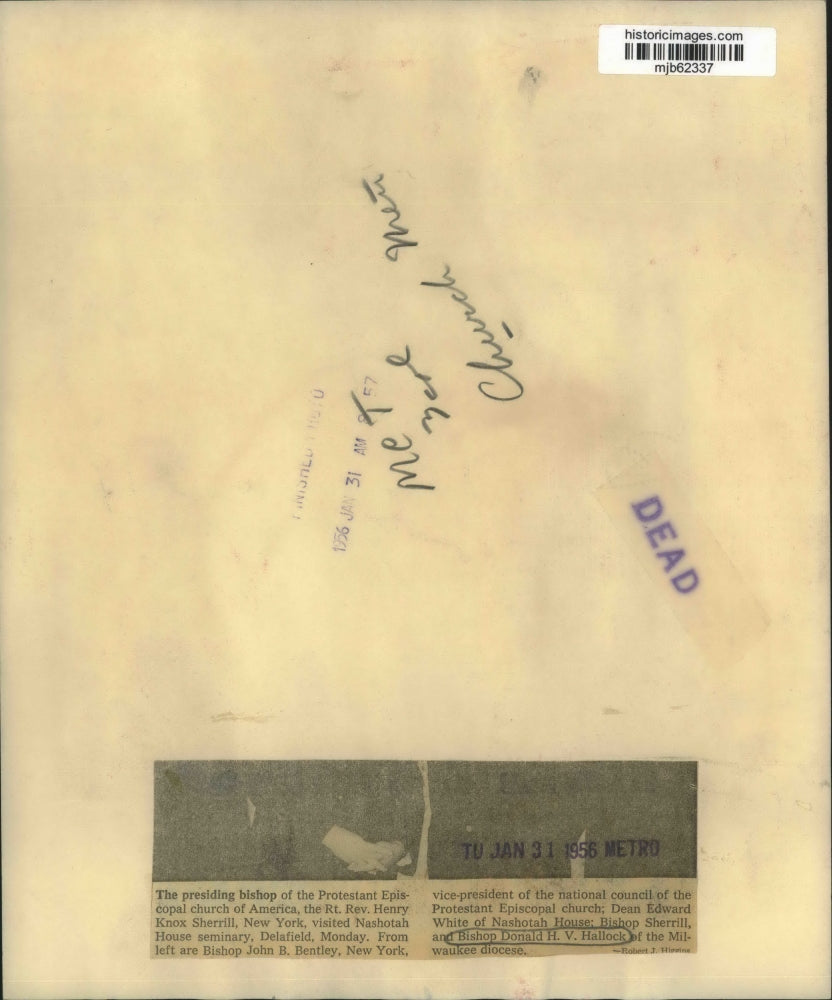 historicimages.com
mjb62337
Church
1956 JAN 31 AM 57
DEAD
TU JAN 31 1956 METRO
The presiding bishop of the Protestant Epis-
copal church of America, the Rt. Rev. Henry
Knox Sherrill, New York, visited Nashotah
House seminary, Delafield, Monday. From
left are Bishop John B. Bentley, New York,
vice-president of the national council of the
Protestant Episcopal church; Dean Edward
White of Nashotah House; Bishop Sherrill,
and Bishop Donald H. V. Hallock of the Mil-
waukee diocese.
—Robert J. Higgins